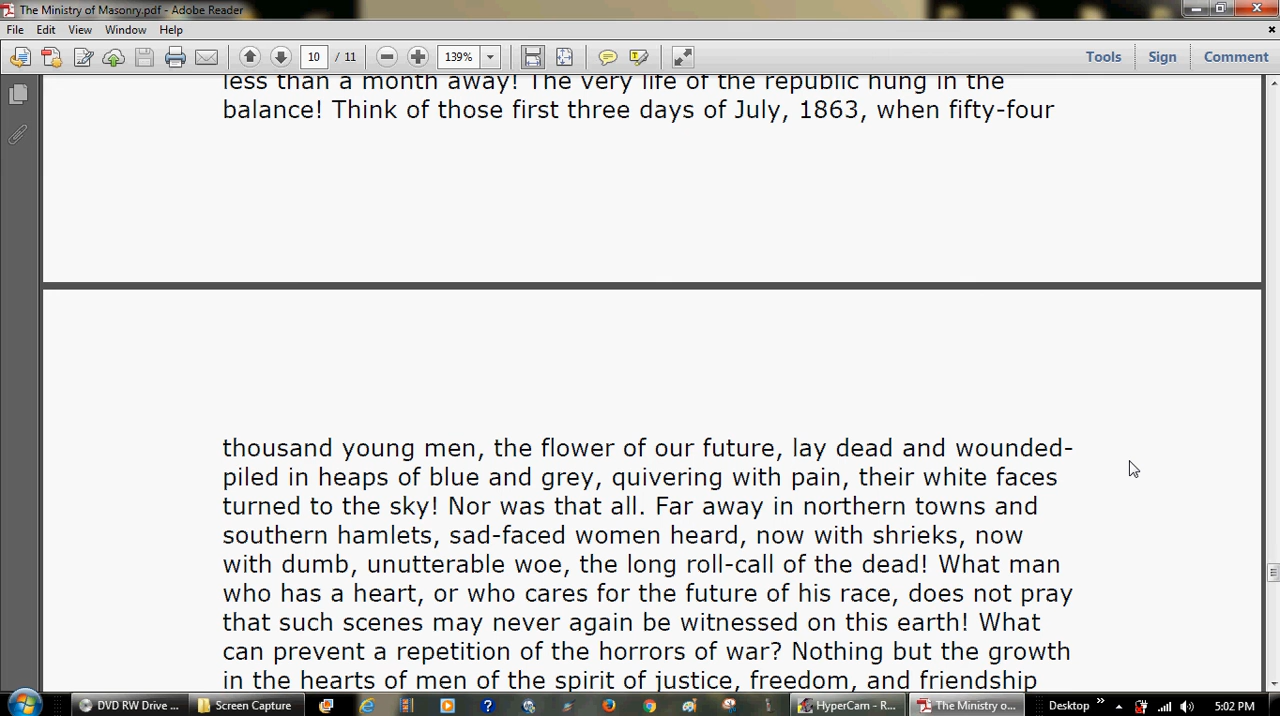 The Ministry of Masonry.pdf - Adobe Reader
File Edit View Window Help
10 / 11 139% Tools Sign Comment
less than a month away! The very life of the republic hung in the
balance! Think of those first three days of July, 1863, when fifty-four
thousand young men, the flower of our future, lay dead and wounded-
piled in heaps of blue and grey, quivering with pain, their white faces
turned to the sky! Nor was that all. Far away in northern towns and
southern hamlets, sad-faced women heard, now with shrieks, now
with dumb, unutterable woe, the long roll-call of the dead! What man
who has a heart, or who cares for the future of his race, does not pray
that such scenes may never again be witnessed on this earth! What
can prevent a repetition of the horrors of war? Nothing but the growth
in the hearts of men of the spirit of justice, freedom, and friendship
DVD RW Drive ... Screen Capture HyperCam - R... The Ministry o... Desktop » 5:02 PM